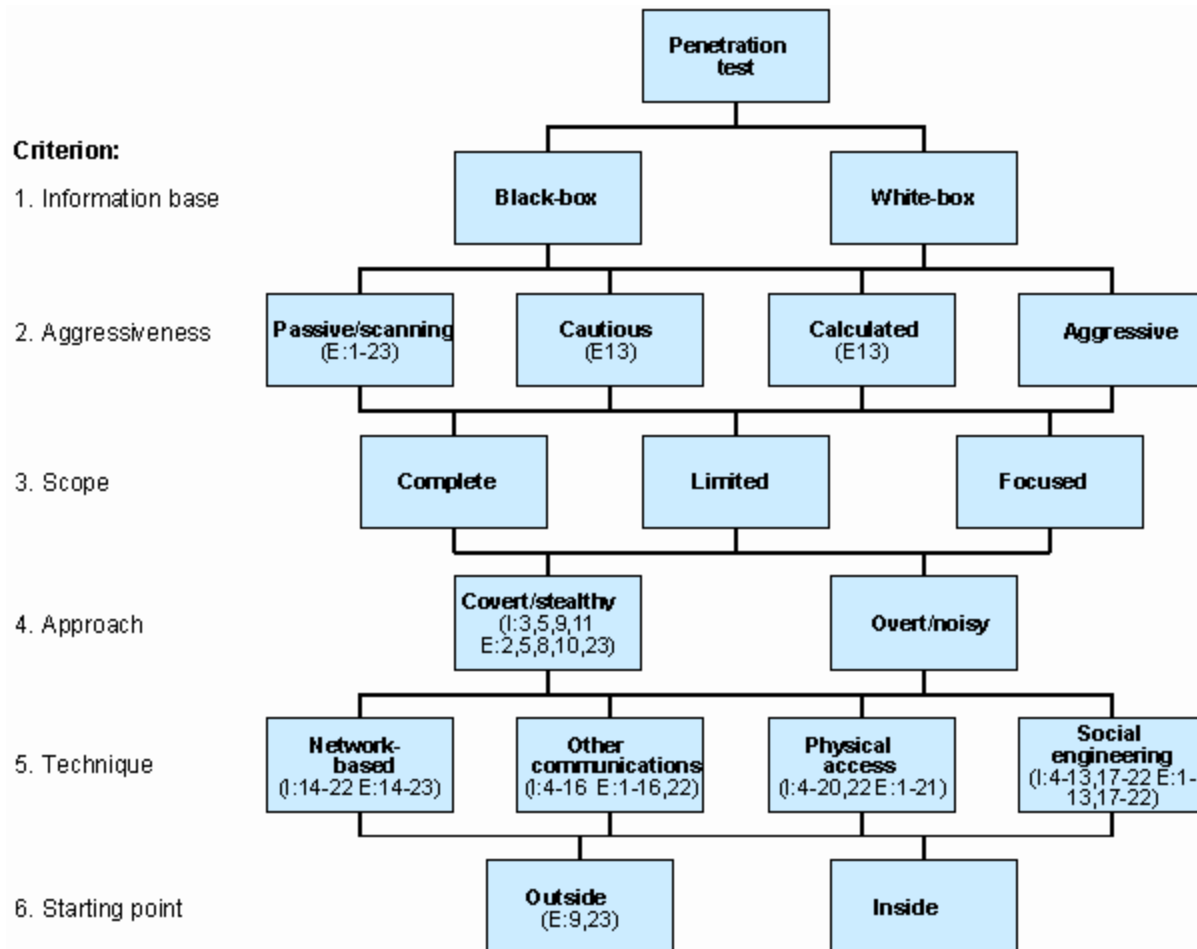 Penetration
test
Criterion:
1. Information base
Black-box
White-box
2. Aggressiveness
Passive/scanning
(E:1-23)
Cautious
(E13)
Calculated
(E13)
Aggressive
3. Scope
Complete
Limited
Focused
4. Approach
Covert/stealthy
(I:3,5,9,11
E:2,5,8,10,23)
Overt/noisy
5. Technique
Network-
based
(I:14-22 E:14-23)
Other
communications
(I:4-16 E:1-16,22)
Physical
access
(I:4-20,22 E:1-21)
Social
engineering
(I:4-13,17-22 E:1-
13,17-22)
6. Starting point
Outside
(E:9,23)
Inside